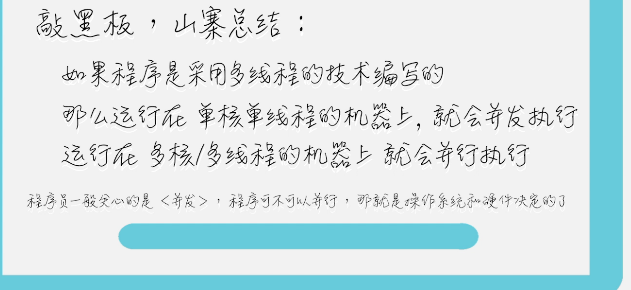 敲黑板，山寨总结：
如果程序是采用多线程的技术编写的
那么运行在 单核单线程的机器上, 就会并发执行
运行在 多核/多线程的机器上 就会并行执行
程序员一般关心的是＜并发＞，程序可不可以并行，那就是操作系统和硬件决定的了